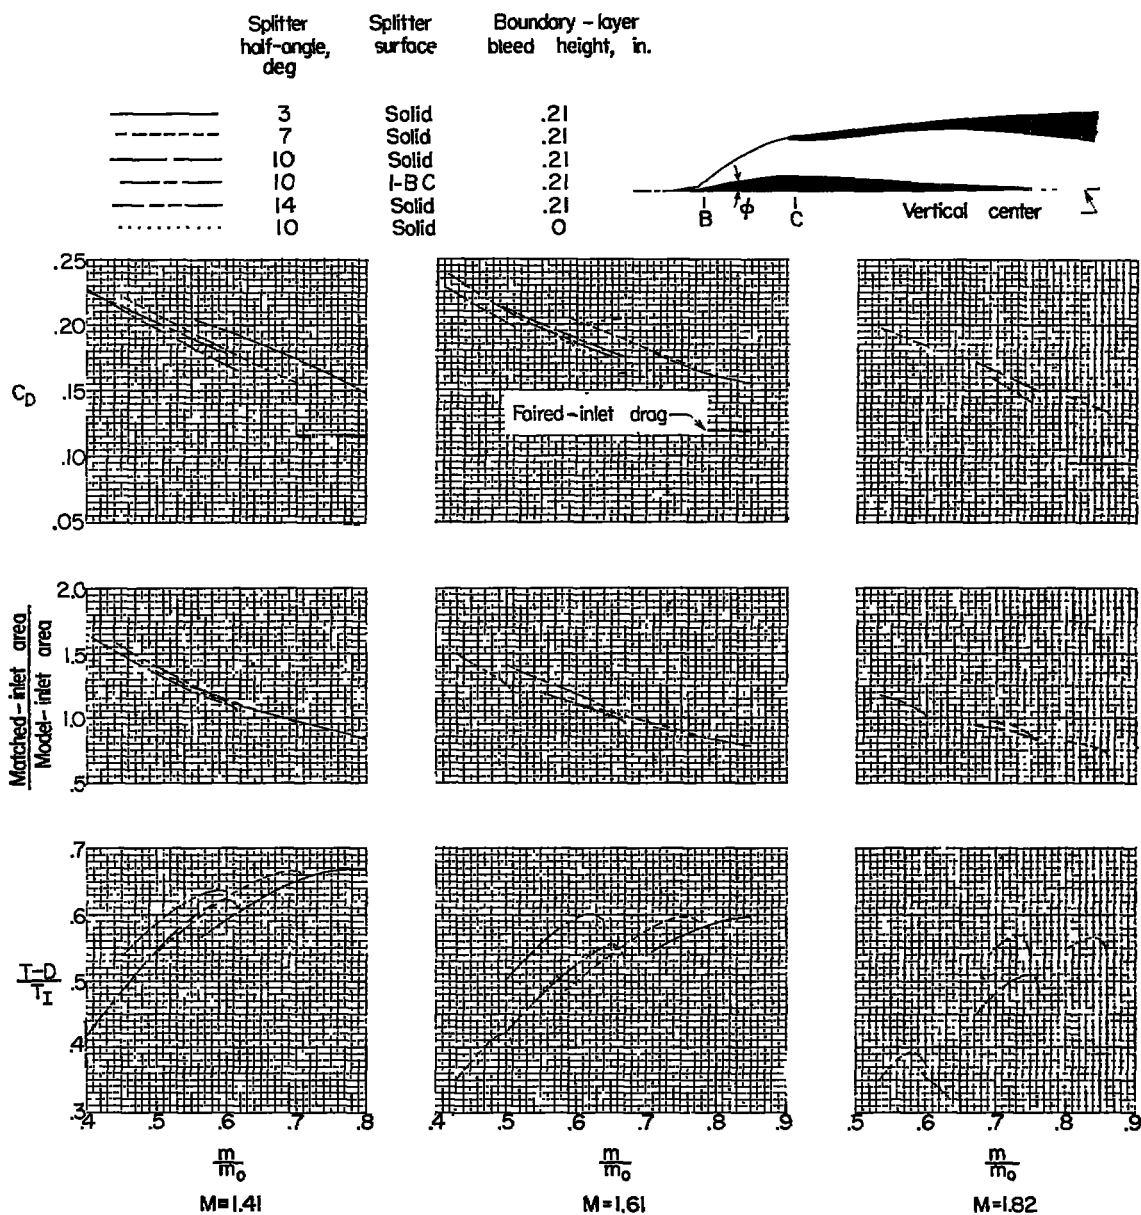 Splitter Splitter Boundary-layer
half-angle, surface bleed height, in.
deg
3 Solid .21
7 Solid .21
10 Solid .21
10 I-BC .21
14 Solid .21
10 Solid 0
B ϕ C Vertical center
.25
.20
C_D .15
.10
.05
Faired-inlet drag
2.0
1.5
1.0
.5
Matched-inlet area
Model-inlet area
.7
.6
.5
.4
.3
T-D
T_I
.4 .5 .6 .7 .8
.4 .5 .6 .7 .8 .9
.5 .6 .7 .8 .9
m m m
m_0 m_0 m_0
M=1.41 M=1.61 M=1.82